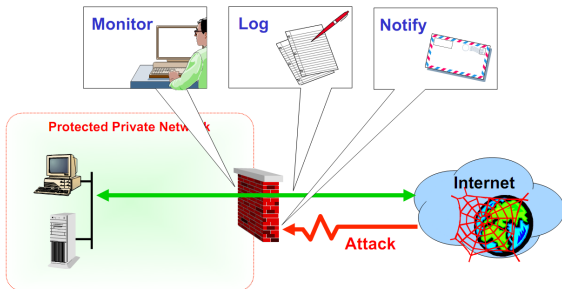 Monitor
Log
Notify
Protected Private Network
Internet
Attack